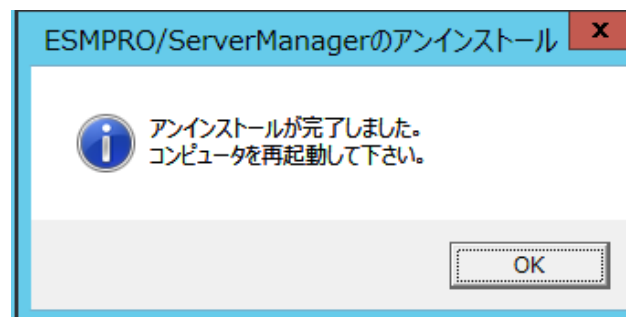 ESMPRO/ServerManagerのアンインストール
x
アンインストールが完了しました。
コンピュータを再起動して下さい。
OK